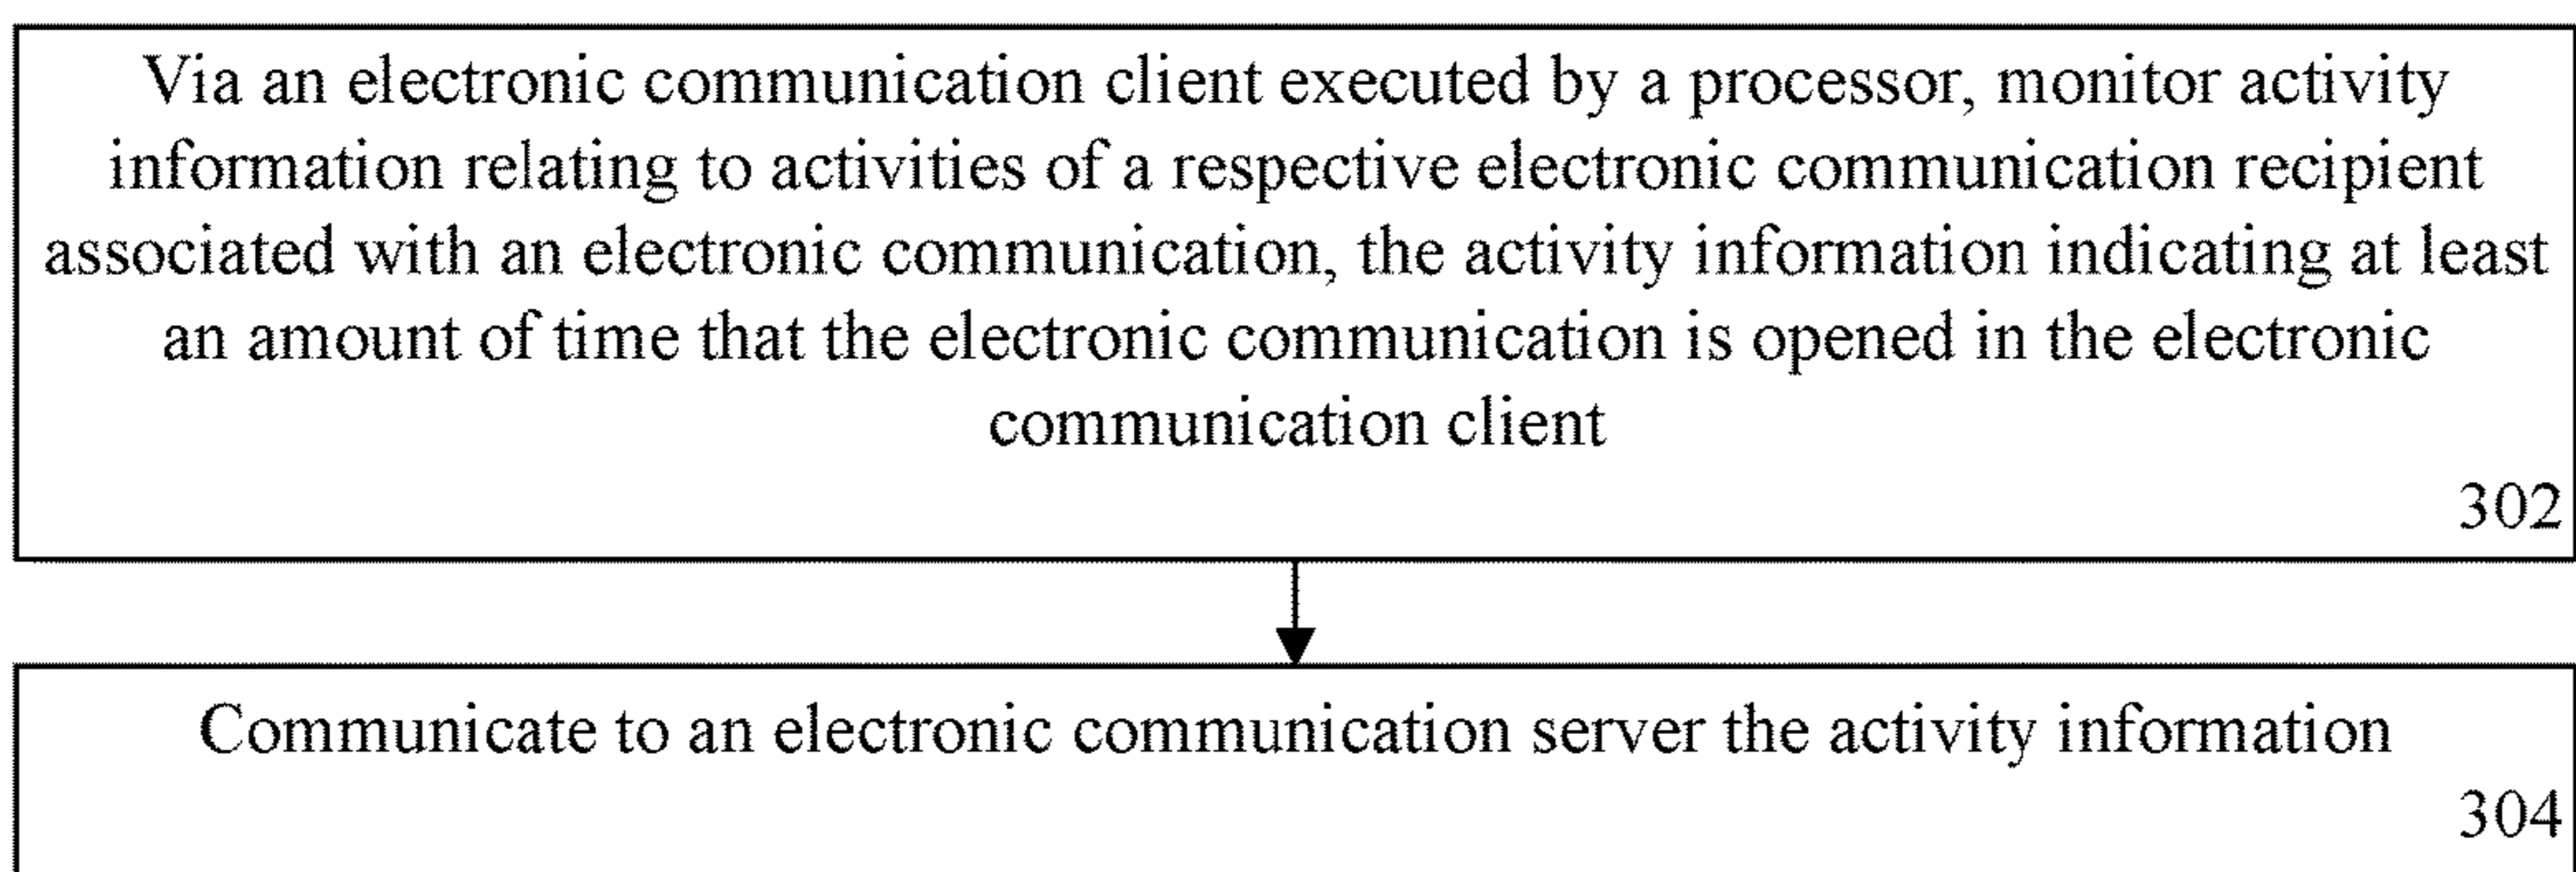 Via an electronic communication client executed by a processor, monitor activity
information relating to activities of a respective electronic communication recipient
associated with an electronic communication, the activity information indicating at least
an amount of time that the electronic communication is opened in the electronic
communication client
302
Communicate to an electronic communication server the activity information
304